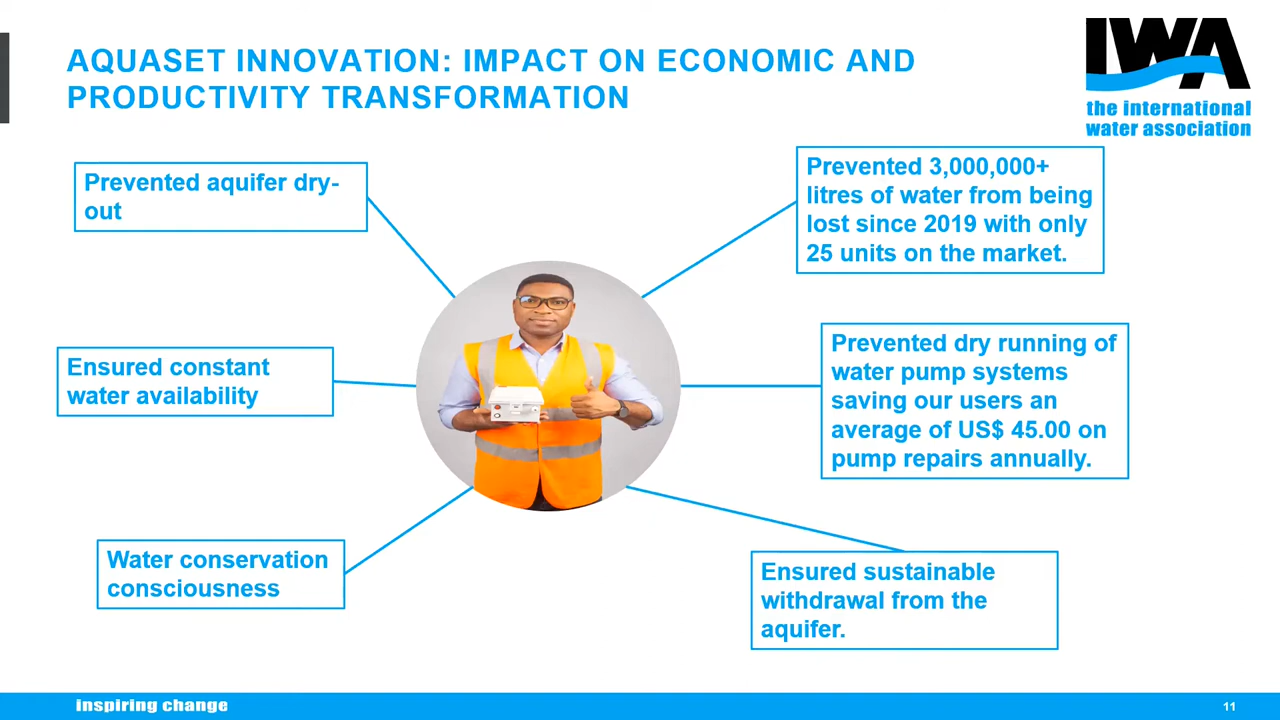 AQUASET INNOVATION: IMPACT ON ECONOMIC AND
PRODUCTIVITY TRANSFORMATION
IWA
the international
water association
Prevented aquifer dry-
out
Prevented 3,000,000+
litres of water from being
lost since 2019 with only
25 units on the market.
Ensured constant
water availability
Prevented dry running of
water pump systems
saving our users an
average of US$ 45.00 on
pump repairs annually.
Water conservation
consciousness
Ensured sustainable
withdrawal from the
aquifer.
inspiring change
11